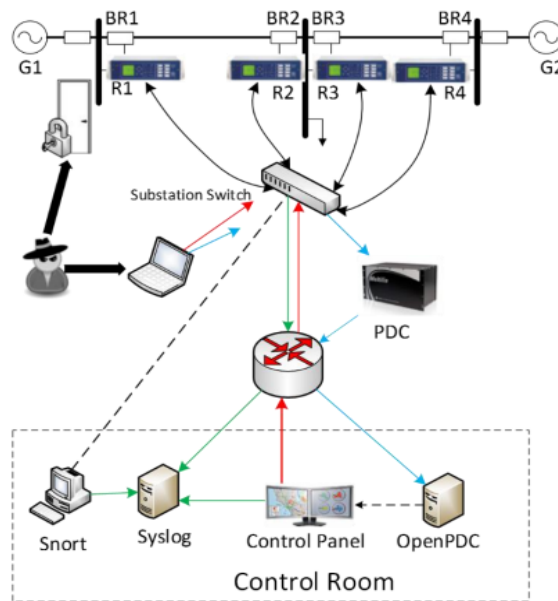 BR1 BR2 BR3 BR4
G1 G2
R1 R2 R3 R4
Substation Switch
PDC
Snort Syslog Control Panel OpenPDC
Control Room